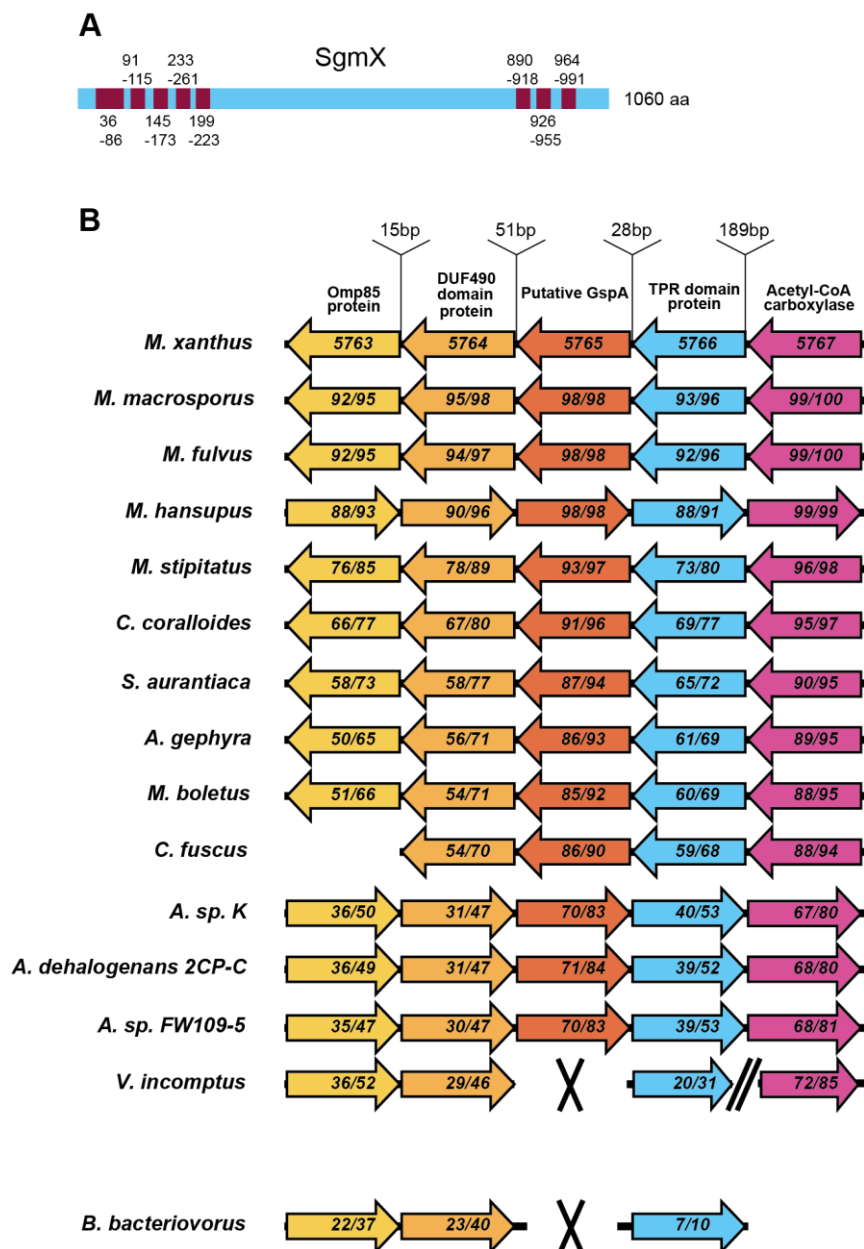 A
SgmX
91
-115
233
-261
890
-918
964
-991
1060 aa
36
-86
145
-173
199
-223
926
-955
B
15bp 51bp 28bp 189bp
Omp85
protein
DUF490
domain
protein
Putative GspA
TPR domain
protein
Acetyl-CoA
carboxylase
M. xanthus 5763 5764 5765 5766 5767
M. macrosporus 92/95 95/98 98/98 93/96 99/100
M. fulvus 92/95 94/97 98/98 92/96 99/100
M. hansupus 88/93 90/96 98/98 88/91 99/99
M. stipitatus 76/85 78/89 93/97 73/80 96/98
C. coralloides 66/77 67/80 91/96 69/77 95/97
S. aurantiaca 58/73 58/77 87/94 65/72 90/95
A. gephyra 50/65 56/71 86/93 61/69 89/95
M. boletus 51/66 54/71 85/92 60/69 88/95
C. fuscus 54/70 86/90 59/68 88/94
A. sp. K 36/50 31/47 70/83 40/53 67/80
A. dehalogenans 2CP-C 36/49 31/47 71/84 39/52 68/80
A. sp. FW109-5 35/47 30/47 70/83 39/53 68/81
V. incomptus 36/52 29/46 20/31 72/85
B. bacteriovorus 22/37 23/40 7/10